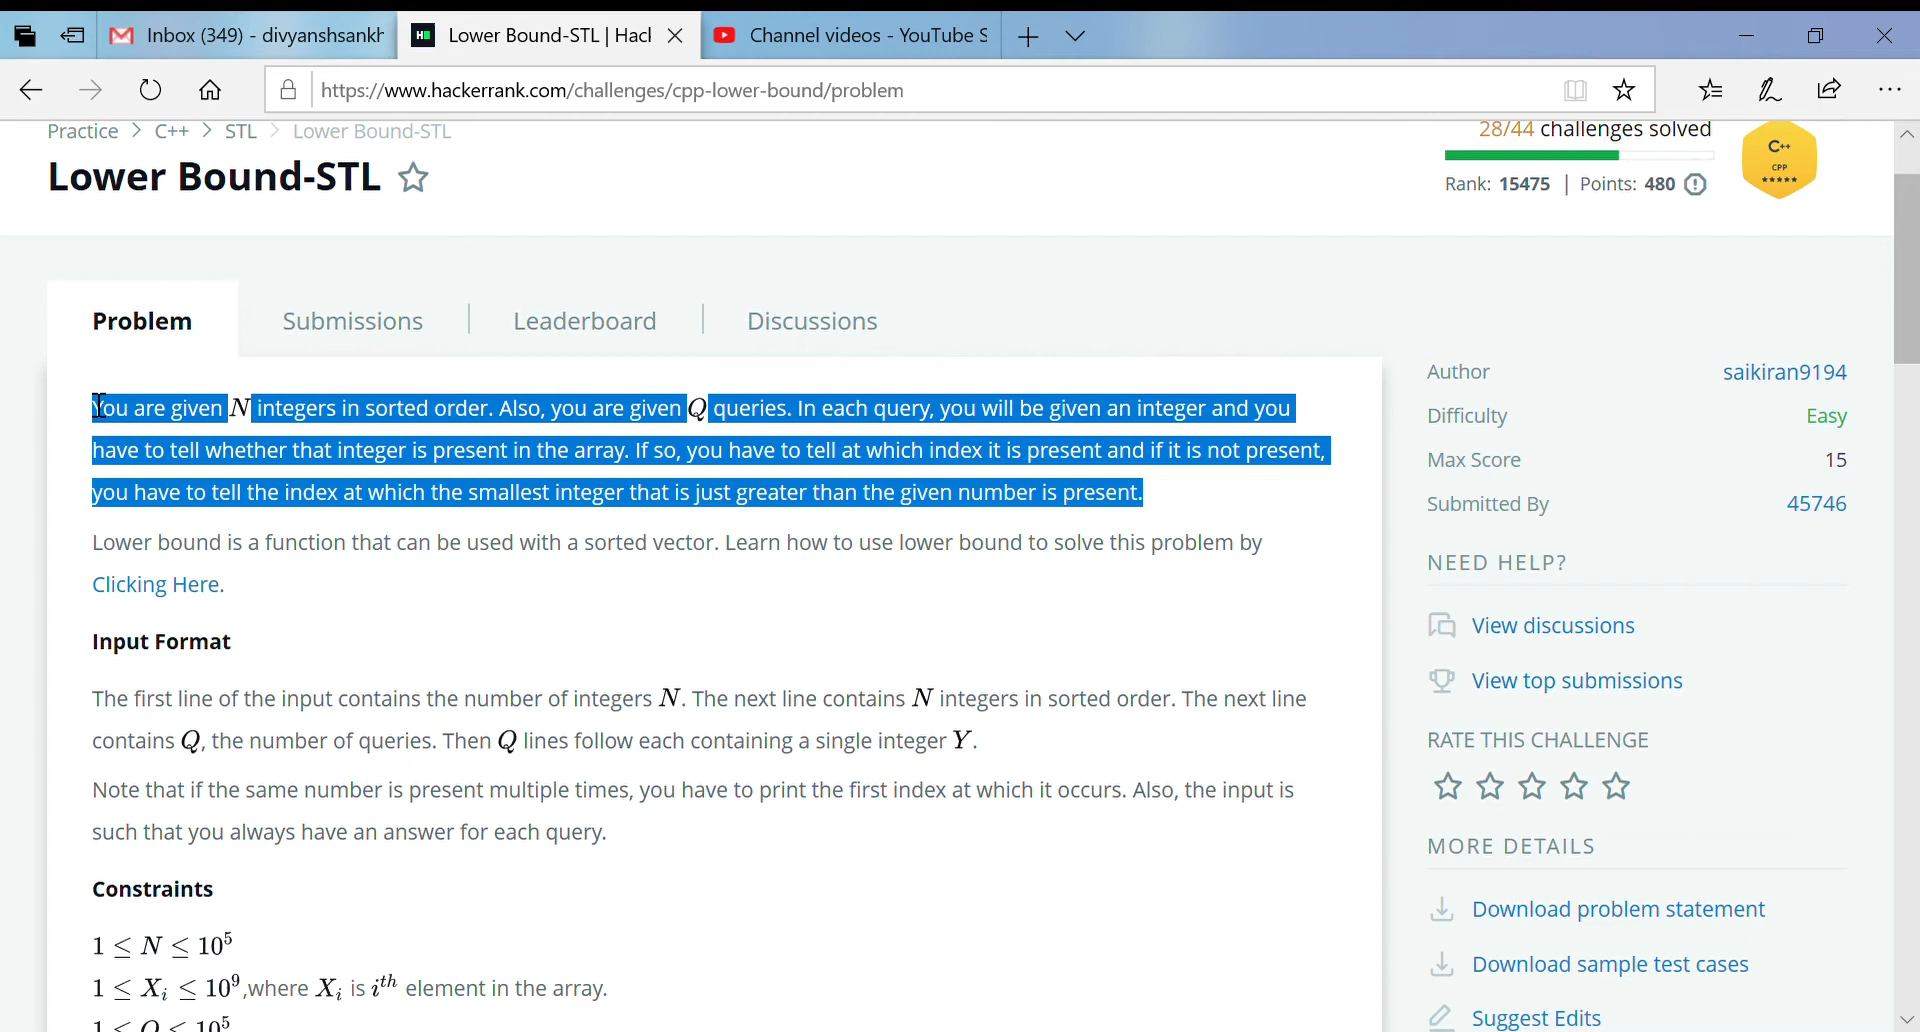 Inbox (349) - divyanshsankh
Lower Bound-STL | Hacl
Channel videos - YouTube S
https://www.hackerrank.com/challenges/cpp-lower-bound/problem
Practice > C++ > STL > Lower Bound-STL
28/44 challenges solved
Lower Bound-STL
Rank: 15475 | Points: 480
C++
CPP
Problem
Submissions
Leaderboard
Discussions
You are given N integers in sorted order. Also, you are given Q queries. In each query, you will be given an integer and you
have to tell whether that integer is present in the array. If so, you have to tell at which index it is present and if it is not present,
you have to tell the index at which the smallest integer that is just greater than the given number is present.
Lower bound is a function that can be used with a sorted vector. Learn how to use lower bound to solve this problem by
Clicking Here.
Input Format
The first line of the input contains the number of integers N. The next line contains N integers in sorted order. The next line
contains Q, the number of queries. Then Q lines follow each containing a single integer Y.
Note that if the same number is present multiple times, you have to print the first index at which it occurs. Also, the input is
such that you always have an answer for each query.
Constraints
1 ≤ N ≤ 10⁵
1 ≤ Xᵢ ≤ 10⁹,where Xᵢ is iᵗʰ element in the array.
1 ≤ Q ≤ 10⁵
Author saikiran9194
Difficulty Easy
Max Score 15
Submitted By 45746
NEED HELP?
View discussions
View top submissions
RATE THIS CHALLENGE
MORE DETAILS
Download problem statement
Download sample test cases
Suggest Edits